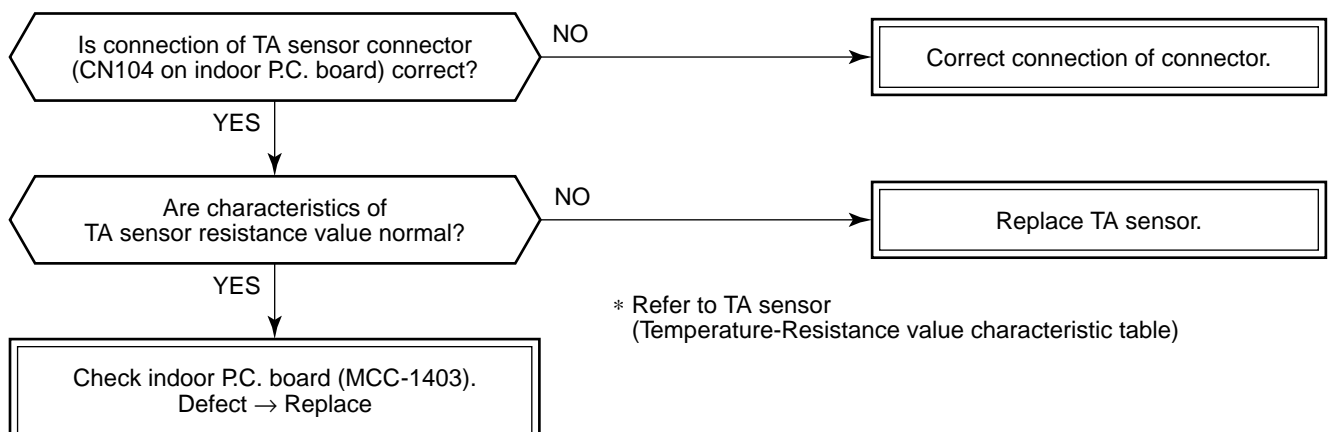 Is connection of TA sensor connector
(CN104 on indoor P.C. board) correct?
NO
Correct connection of connector.
YES
Are characteristics of
TA sensor resistance value normal?
NO
Replace TA sensor.
YES
* Refer to TA sensor
(Temperature-Resistance value characteristic table)
Check indoor P.C. board (MCC-1403).
Defect → Replace